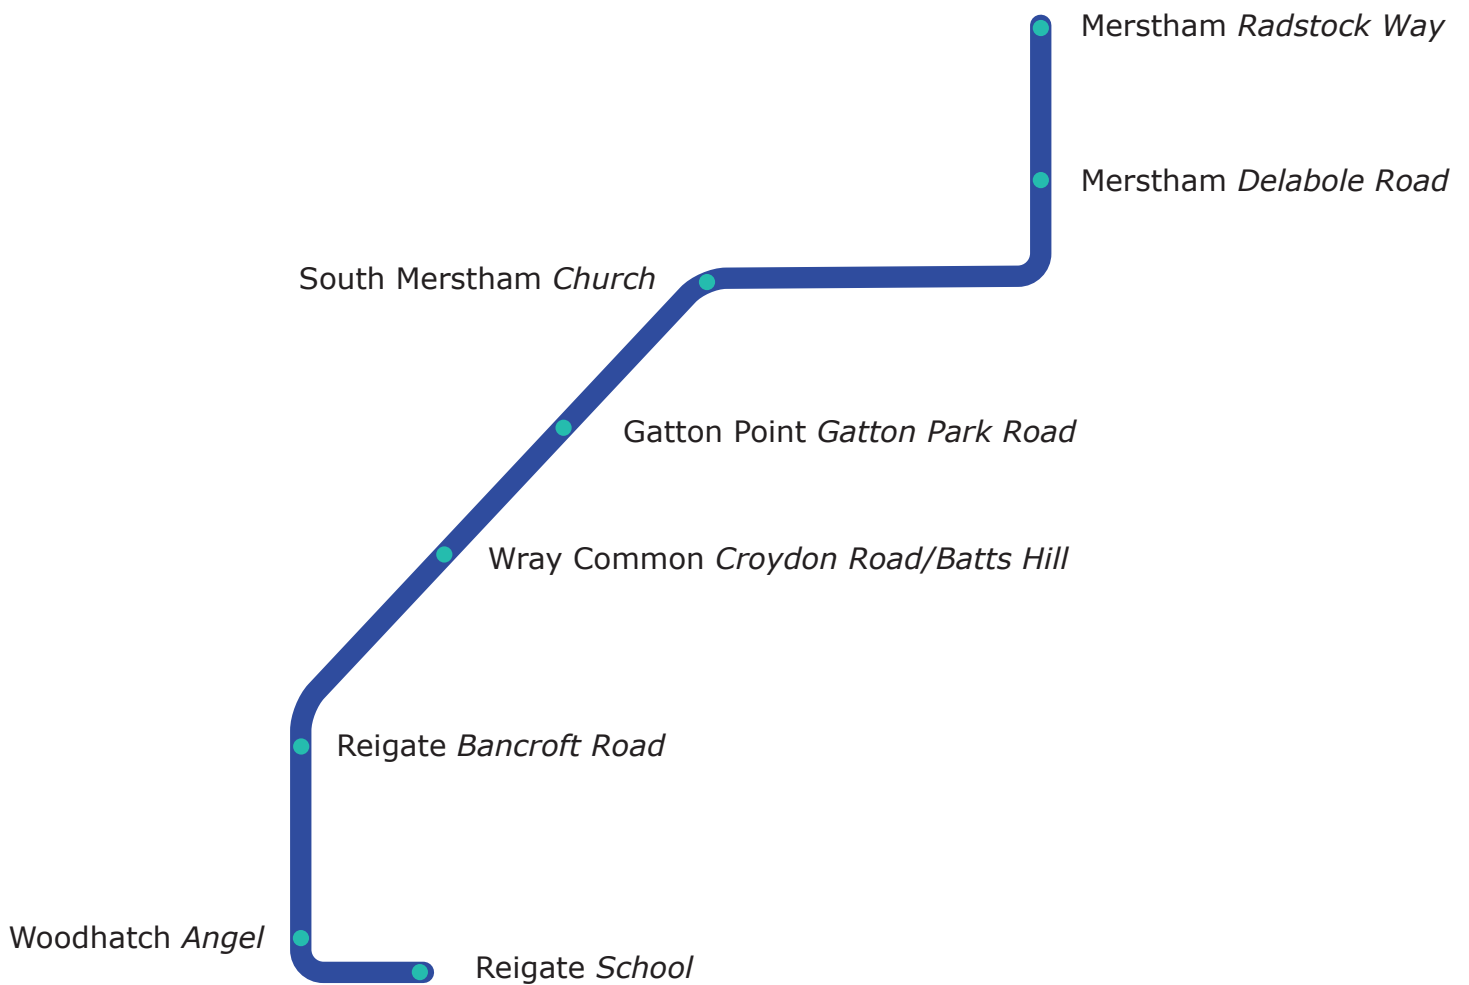 Merstham Radstock Way
Merstham Delabole Road
South Merstham Church
Gatton Point Gatton Park Road
Wray Common Croydon Road/Batts Hill
Reigate Bancroft Road
Woodhatch Angel
Reigate School